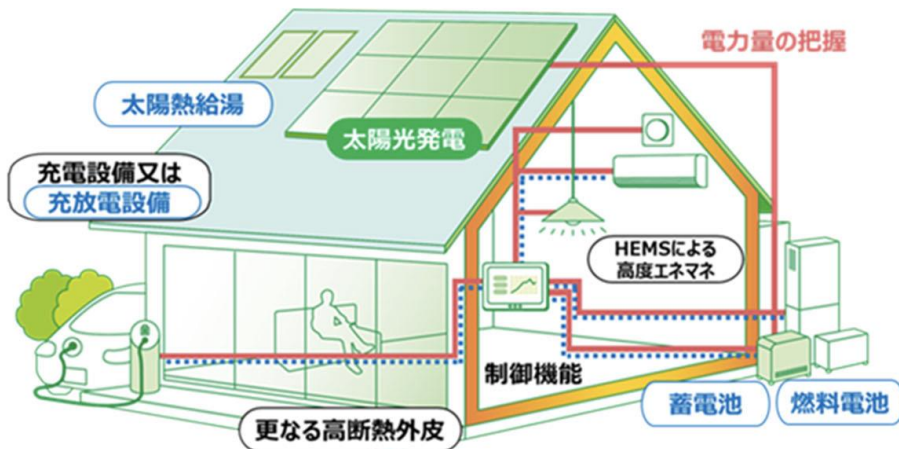 電力量の把握
太陽熱給湯
太陽光発電
充電設備又は
充放電設備
HEMSによる
高度エネマネ
制御機能
蓄電池
燃料電池
更なる高断熱外皮